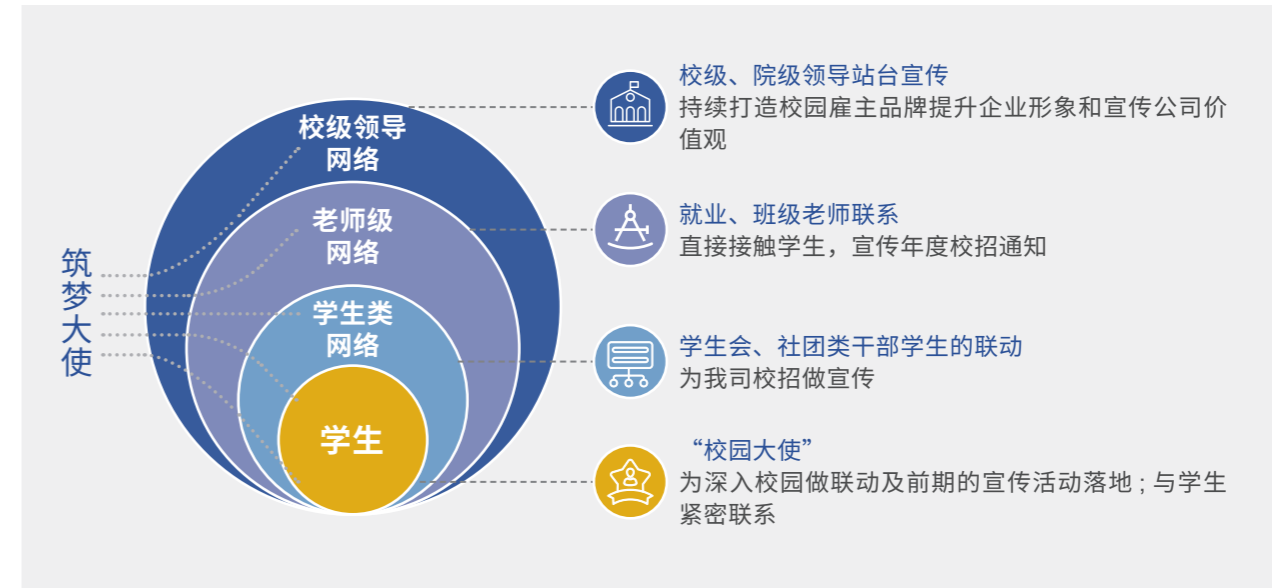 筑梦大使
校级领导
网络
老师级
网络
学生类
网络
学生
校级、院级领导站台宣传
持续打造校园雇主品牌提升企业形象和宣传公司价
值观
就业、班级老师联系
直接接触学生，宣传年度校招通知
学生会、社团类干部学生的联动
为我司校招做宣传
“校园大使”
为深入校园做联动及前期的宣传活动落地 ; 与学生
紧密联系